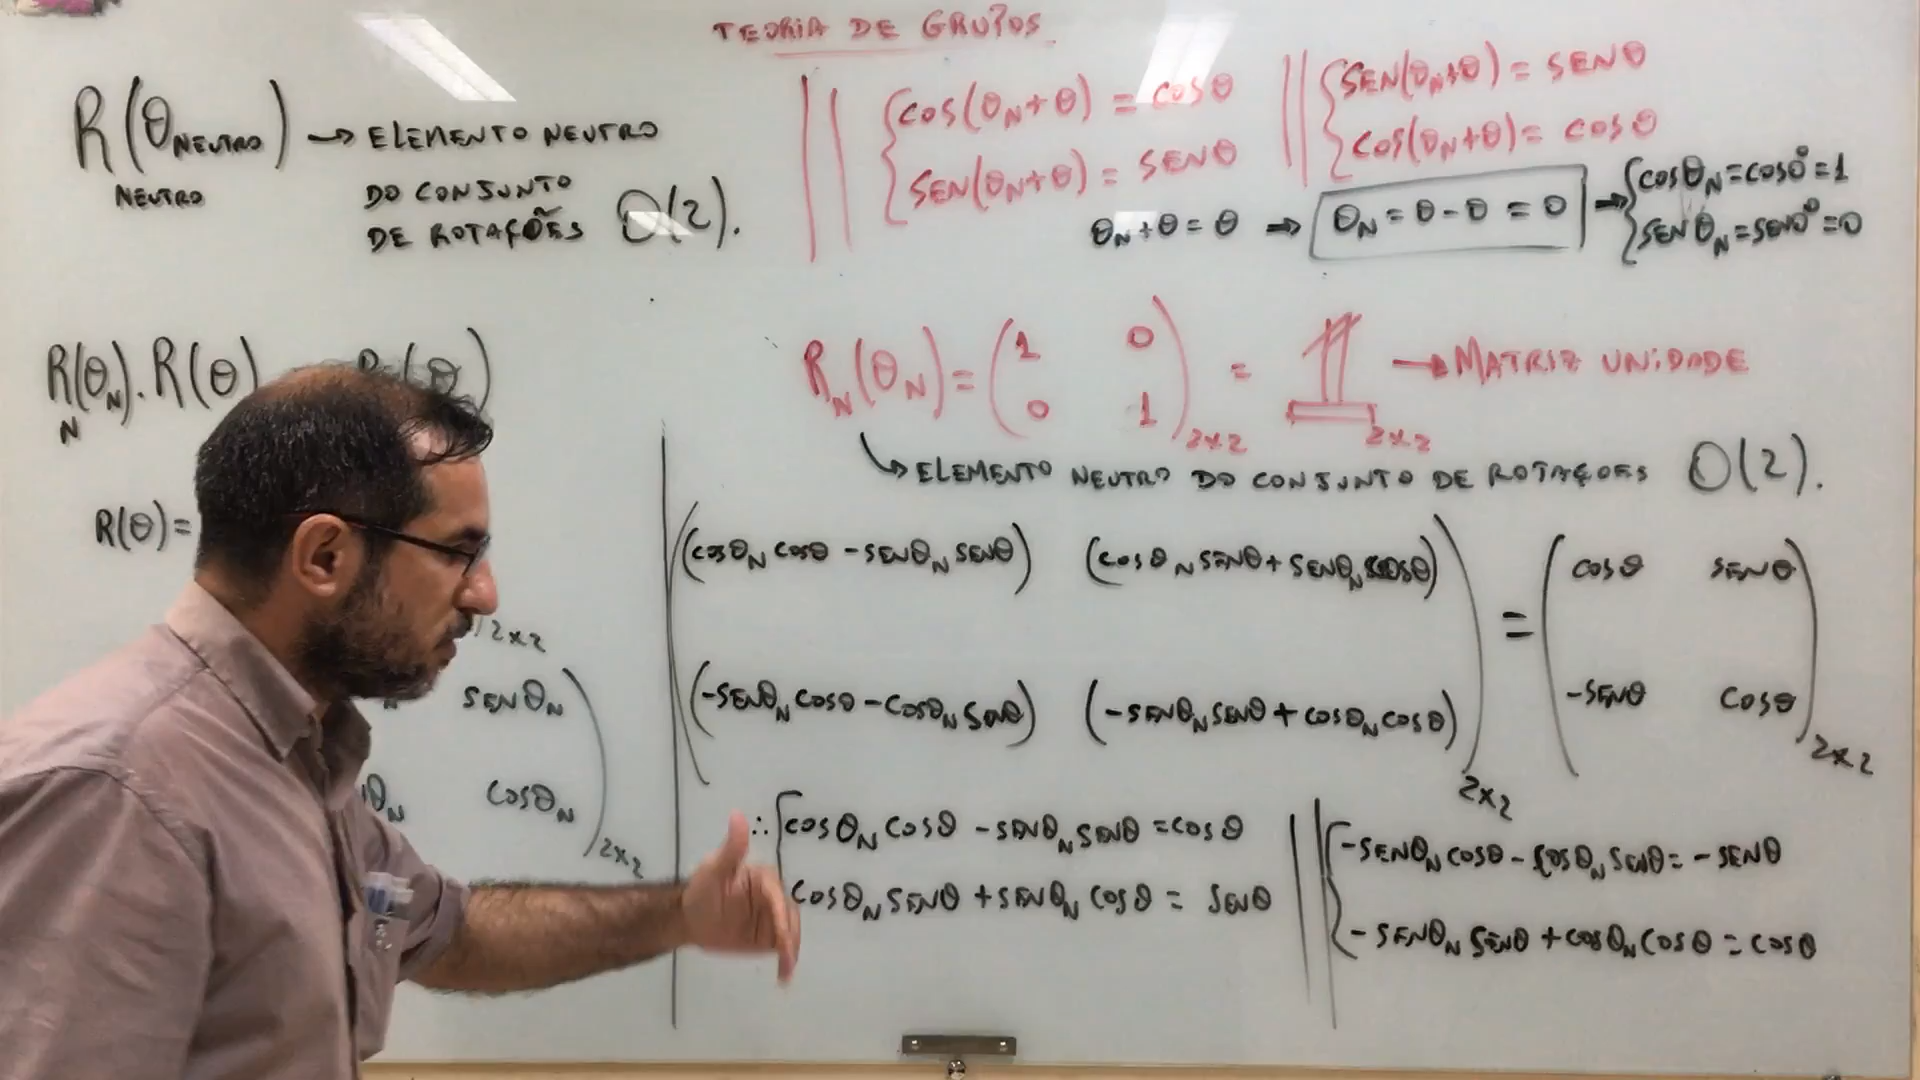 TEORIA DE GRUPOS
R(θNEUTRO) → ELEMENTO NEUTRO
NEUTRO
DO CONJUNTO
DE ROTAÇÕES O(2).
COS(θN+θ) = COSθ
SEN(θN+θ) = SENθ
SEN(θN+θ) = SENθ
COS(θN+θ) = COSθ
θN+θ = θ ⇒ θN = θ-θ = 0 →
COSθN = COS0° = 1
SENθN = SEN0° = 0
R(θN).R(θ)
N
RN(θN) = (1 0
0 1)2x2 = 1 2x2 → MATRIZ UNIDADE
↳ ELEMENTO NEUTRO DO CONJUNTO DE ROTAÇOES O(2).
R(θ)=
2x2
SENθN
θN COSθN
2x2
(COSθN COSθ - SENθN SENθ) (COSθN SENθ + SENθN COSθ)
(-SENθN COSθ - COSθN SENθ) (-SENθN SENθ + COSθN COSθ)
2x2
=
COSθ SENθ
-SENθ COSθ
2x2
∴ COSθN COSθ - SENθN SENθ = COSθ
COSθN SENθ + SENθN COSθ = SENθ
-SENθN COSθ - COSθN SENθ = -SENθ
-SENθN SENθ + COSθN COSθ = COSθ